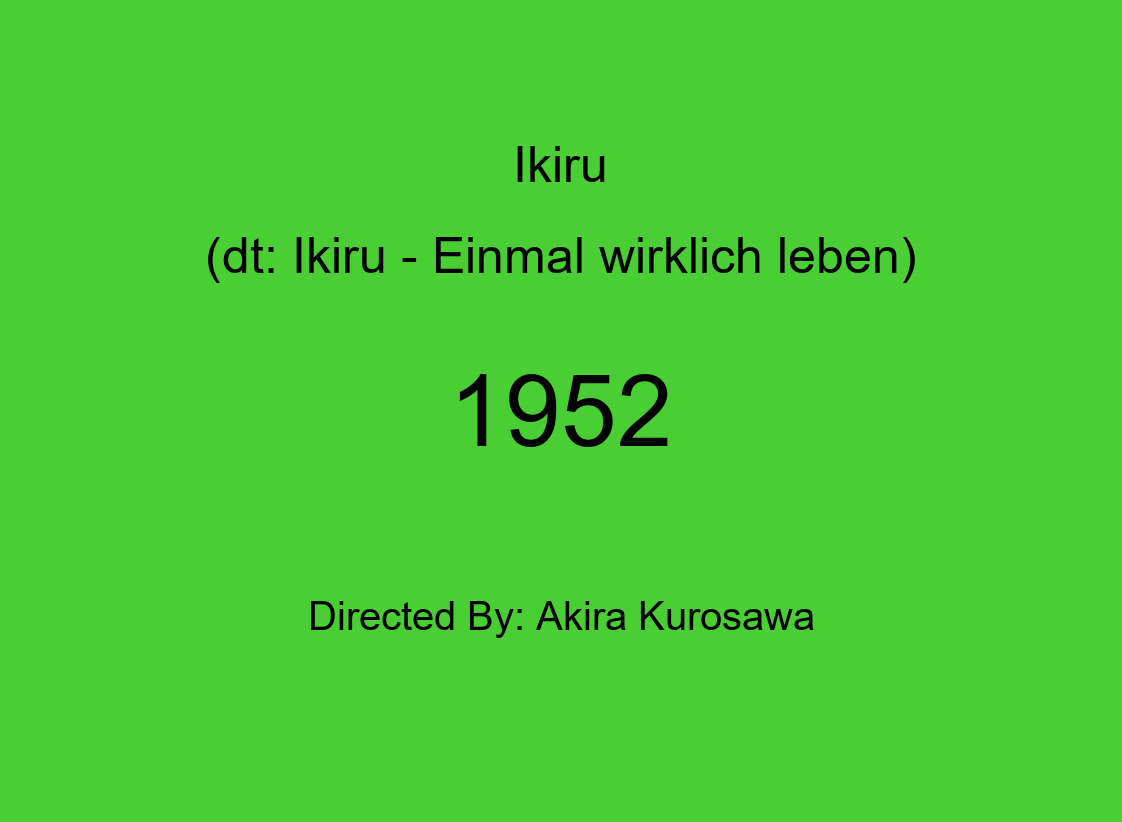 Ikiru
(dt: Ikiru - Einmal wirklich leben)
1952
Directed By: Akira Kurosawa